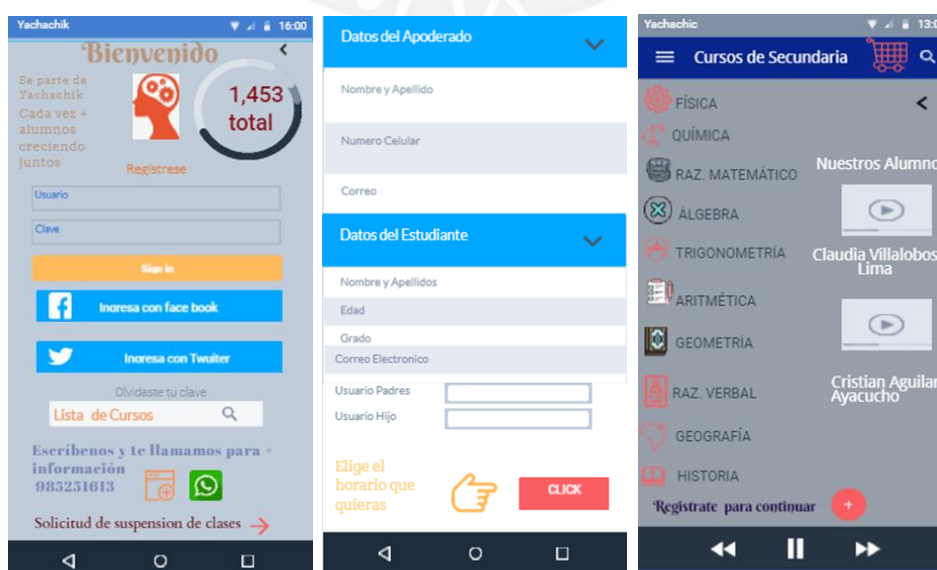 Yachachik
16:00
Bienvenido
Se parte de
Yachachik
Cada vez +
alumnos
creciendo
juntos
1,453
total
Registrese
Usuario
Clave
Sign in
Ingresa con face book
Ingresa con Twuiter
Olvidaste tu clave
Lista de Cursos
Escribenos y te llamamos para +
información
985251613
Solicitud de suspension de clases
Datos del Apoderado
Nombre y Apellido
Numero Celular
Correo
Datos del Estudiante
Nombre y Apellidos
Edad
Grado
Correo Electronico
Usuario Padres
Usuario Hijo
Elige el
horario que
quieras
CLICK
Yachachic
13:0
Cursos de Secundaria
FÍSICA
QUÍMICA
RAZ. MATEMÁTICO
ÁLGEBRA
TRIGONOMETRÍA
ARITMÉTICA
GEOMETRÍA
RAZ. VERBAL
GEOGRAFÍA
HISTORIA
Nuestros Alumno
Claudia Villalobos
Lima
Cristian Aguilar
Ayacucho
Registrate para continuar